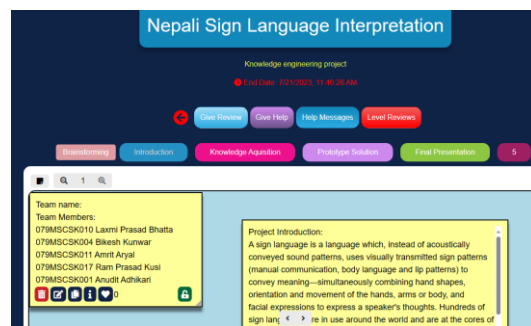 Nepali Sign Language Interpretation
Knowledge engineering project
End Date: 7/21/2023, 11:40:26 AM
Give Review Give Help Help Messages Level Reviews
Brainstorming Introduction Knowledge Aquisition Prototype Solution Final Presentation 5
1
Team name:
Team Members:
079MSCSK010 Laxmi Prasad Bhatta
079MSCSK004 Bikesh Kunwar
079MSCSK011 Amrit Aryal
079MSCSK017 Ram Prasad Kusi
079MSCSK001 Anudit Adhikari
0
Project Introduction:
A sign language is a language which, instead of acoustically
conveyed sound patterns, uses visually transmitted sign patterns
(manual communication, body language and lip patterns) to
convey meaning—simultaneously combining hand shapes,
orientation and movement of the hands, arms or body, and
facial expressions to express a speaker's thoughts. Hundreds of
sign re in use around the world and are at the cores of